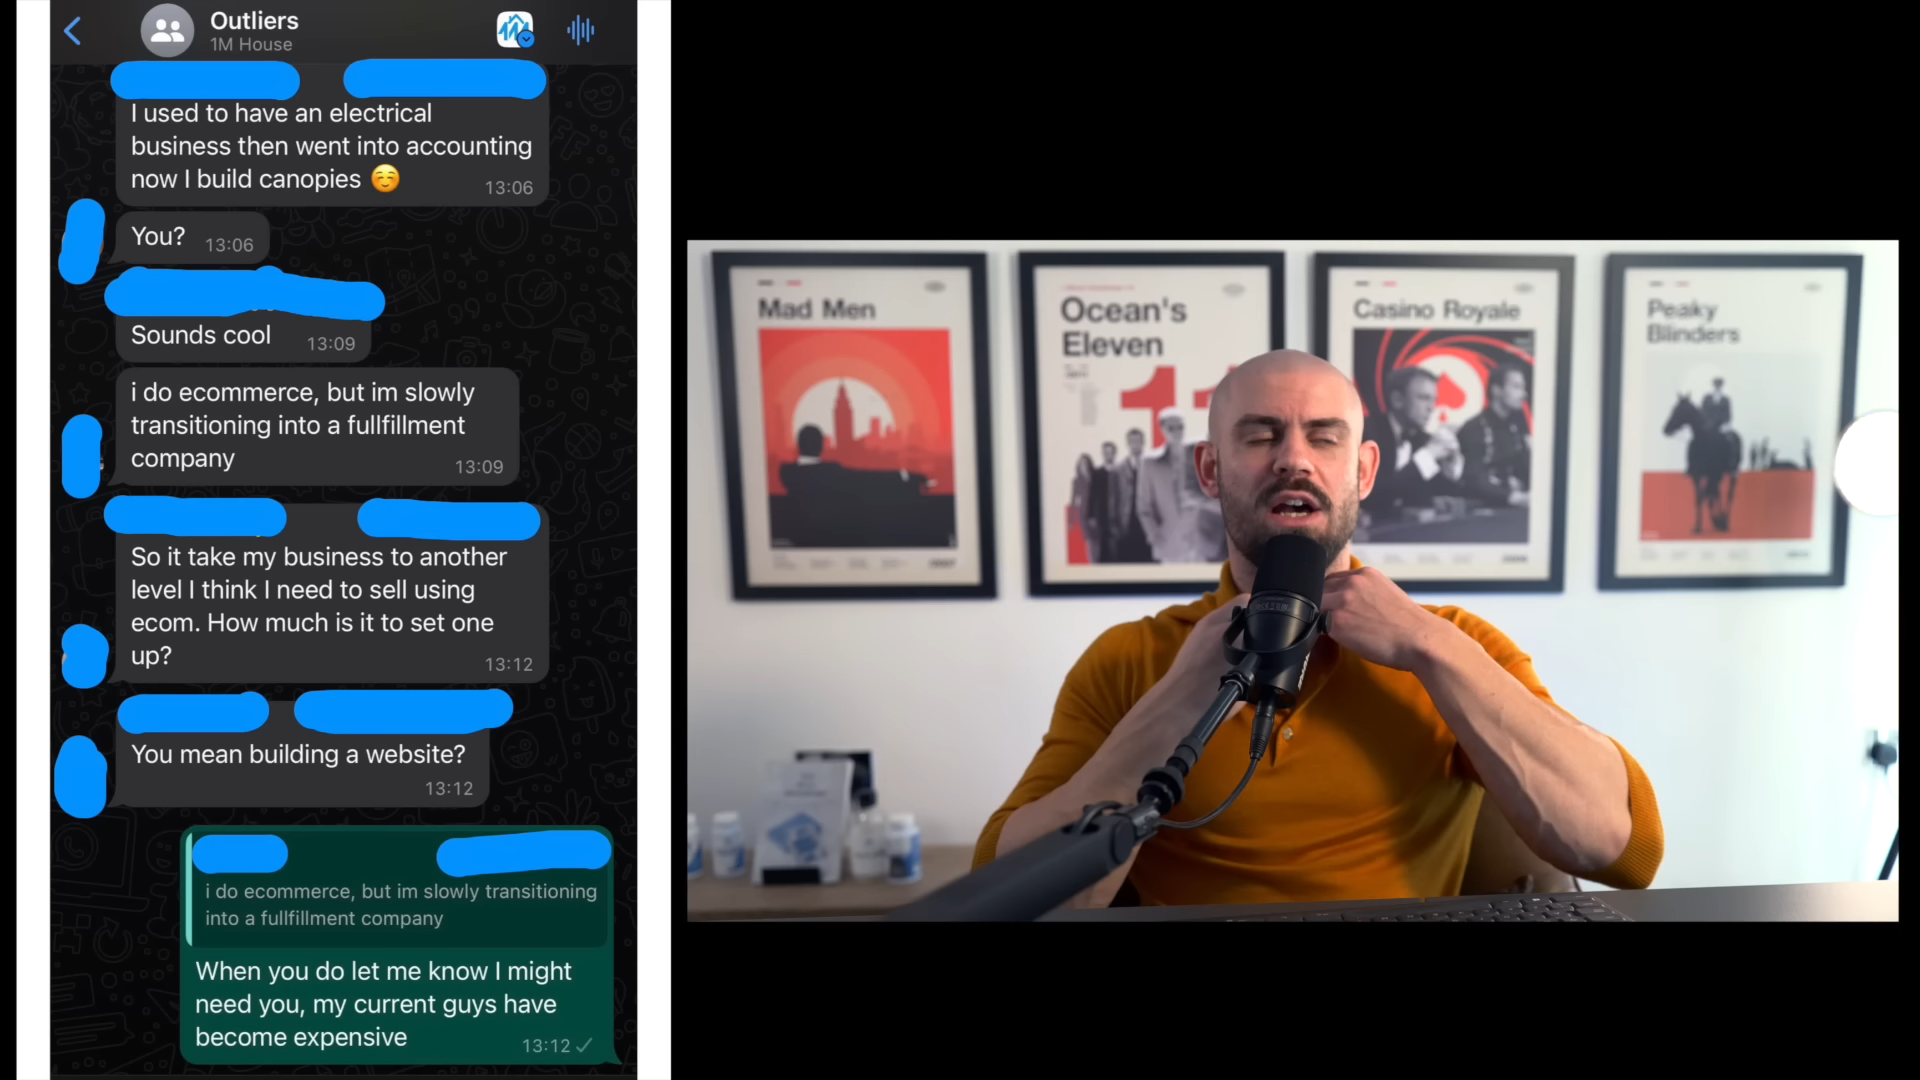 Outliers
1M House
I used to have an electrical
business then went into accounting
now I build canopies ☺️
13:06
You?
13:06
Sounds cool
13:09
i do ecommerce, but im slowly
transitioning into a fullfillment
company
13:09
So it take my business to another
level I think I need to sell using
ecom. How much is it to set one
up?
13:12
You mean building a website?
13:12
i do ecommerce, but im slowly transitioning
into a fullfillment company
When you do let me know I might
need you, my current guys have
become expensive
13:12
Mad Men
Ocean's
Eleven
11
Casino Royale
Peaky
Blinders